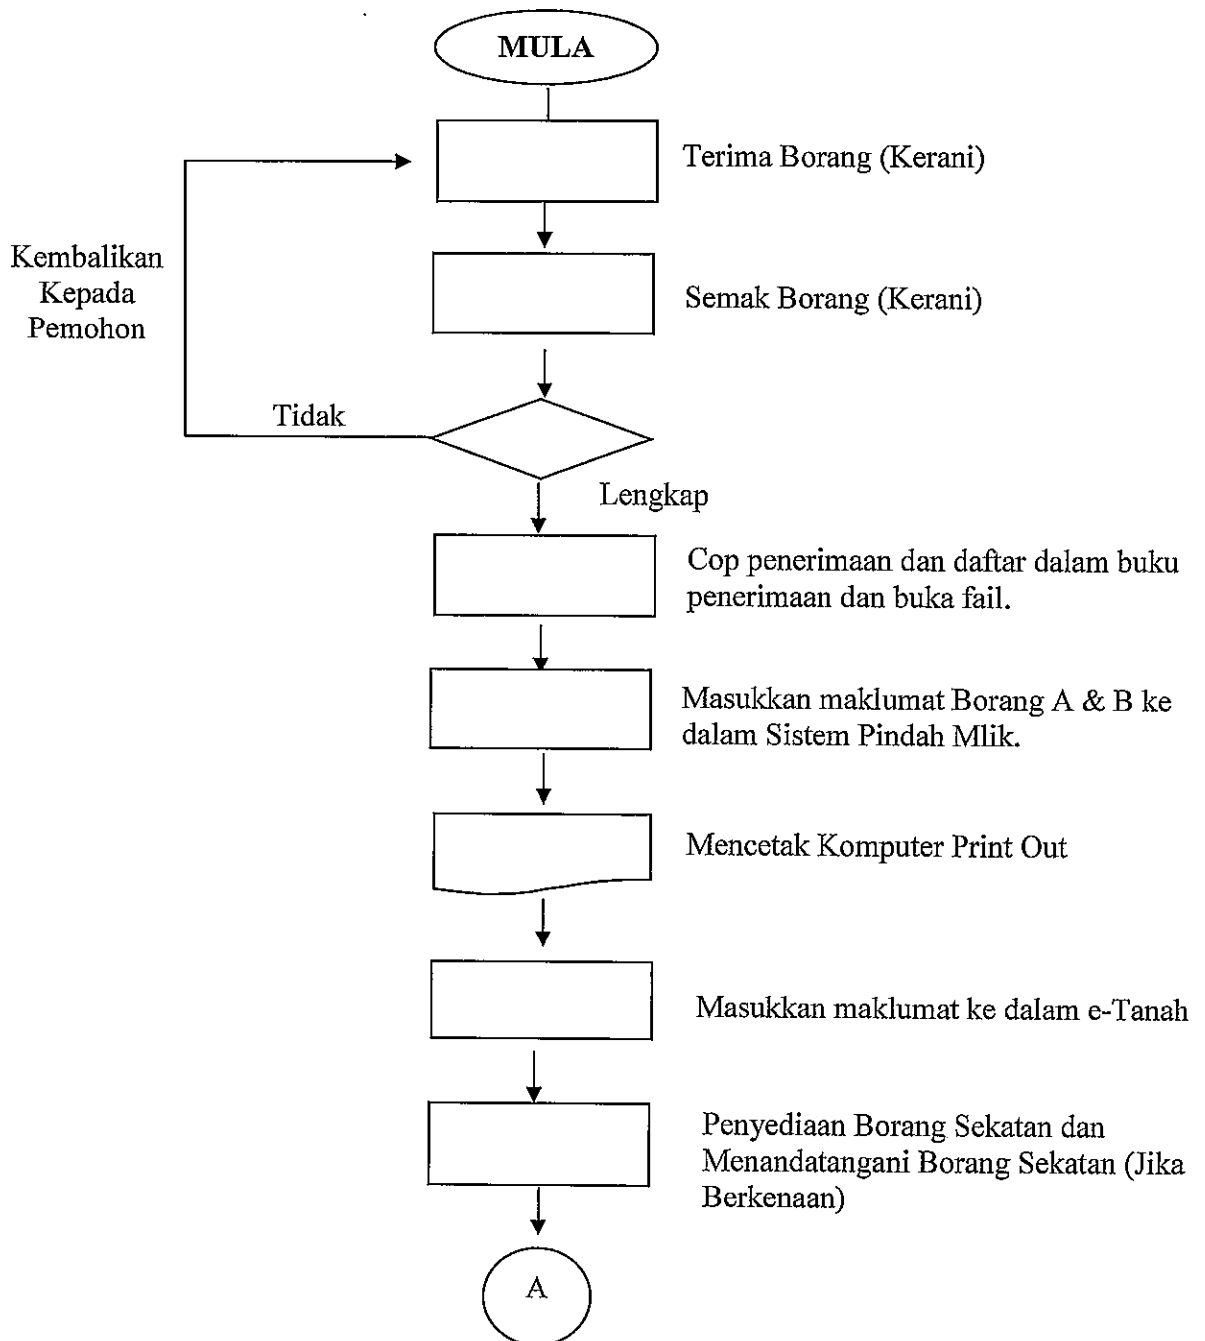 MULA
Terima Borang (Kerani)
Kembalikan
Kepada
Pemohon
Semak Borang (Kerani)
Tidak
Lengkap
Cop penerimaan dan daftar dalam buku
penerimaan dan buka fail.
Masukkan maklumat Borang A & B ke
dalam Sistem Pindah Mlik.
Mencetak Komputer Print Out
Masukkan maklumat ke dalam e-Tanah
Penyediaan Borang Sekatan dan
Menandatangani Borang Sekatan (Jika
Berkenaan)
A